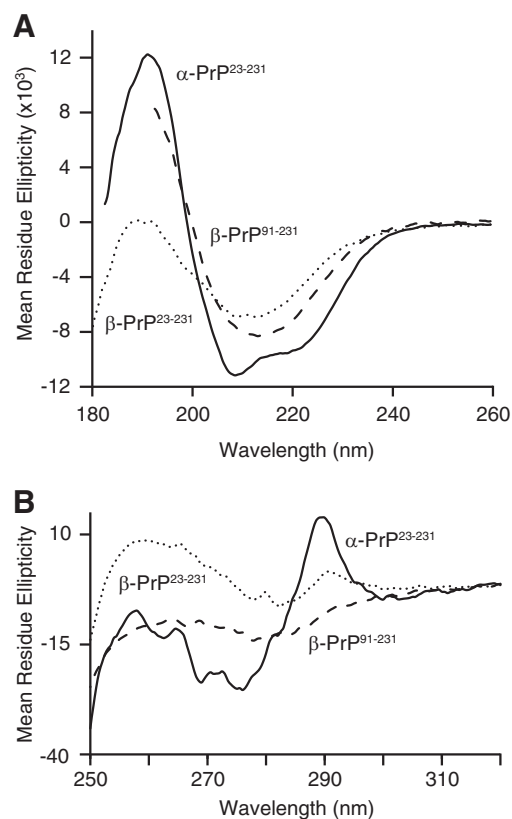 A
12
8
4
0
-4
-8
-12
Mean Residue Ellipticity (x10³)
α-PrP²³⁻²³¹
β-PrP⁹¹⁻²³¹
β-PrP²³⁻²³¹
180 200 220 240 260
Wavelength (nm)
B
10
-15
-40
Mean Residue Ellipticity
α-PrP²³⁻²³¹
β-PrP²³⁻²³¹
β-PrP⁹¹⁻²³¹
250 270 290 310
Wavelength (nm)